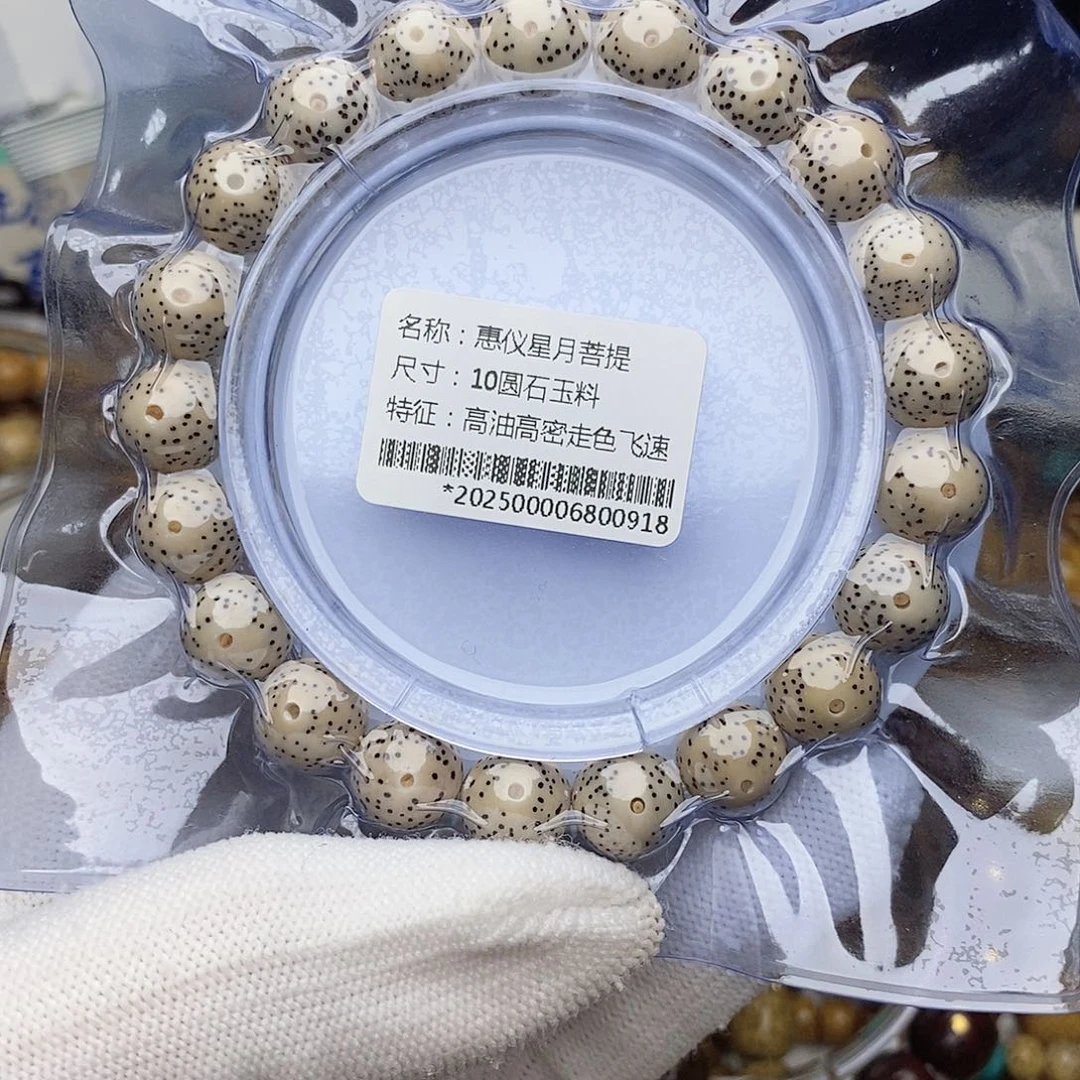 名称：惠仪星月菩提
尺寸：10圆石玉料
特征：高油高密走色飞速
*202500006800918